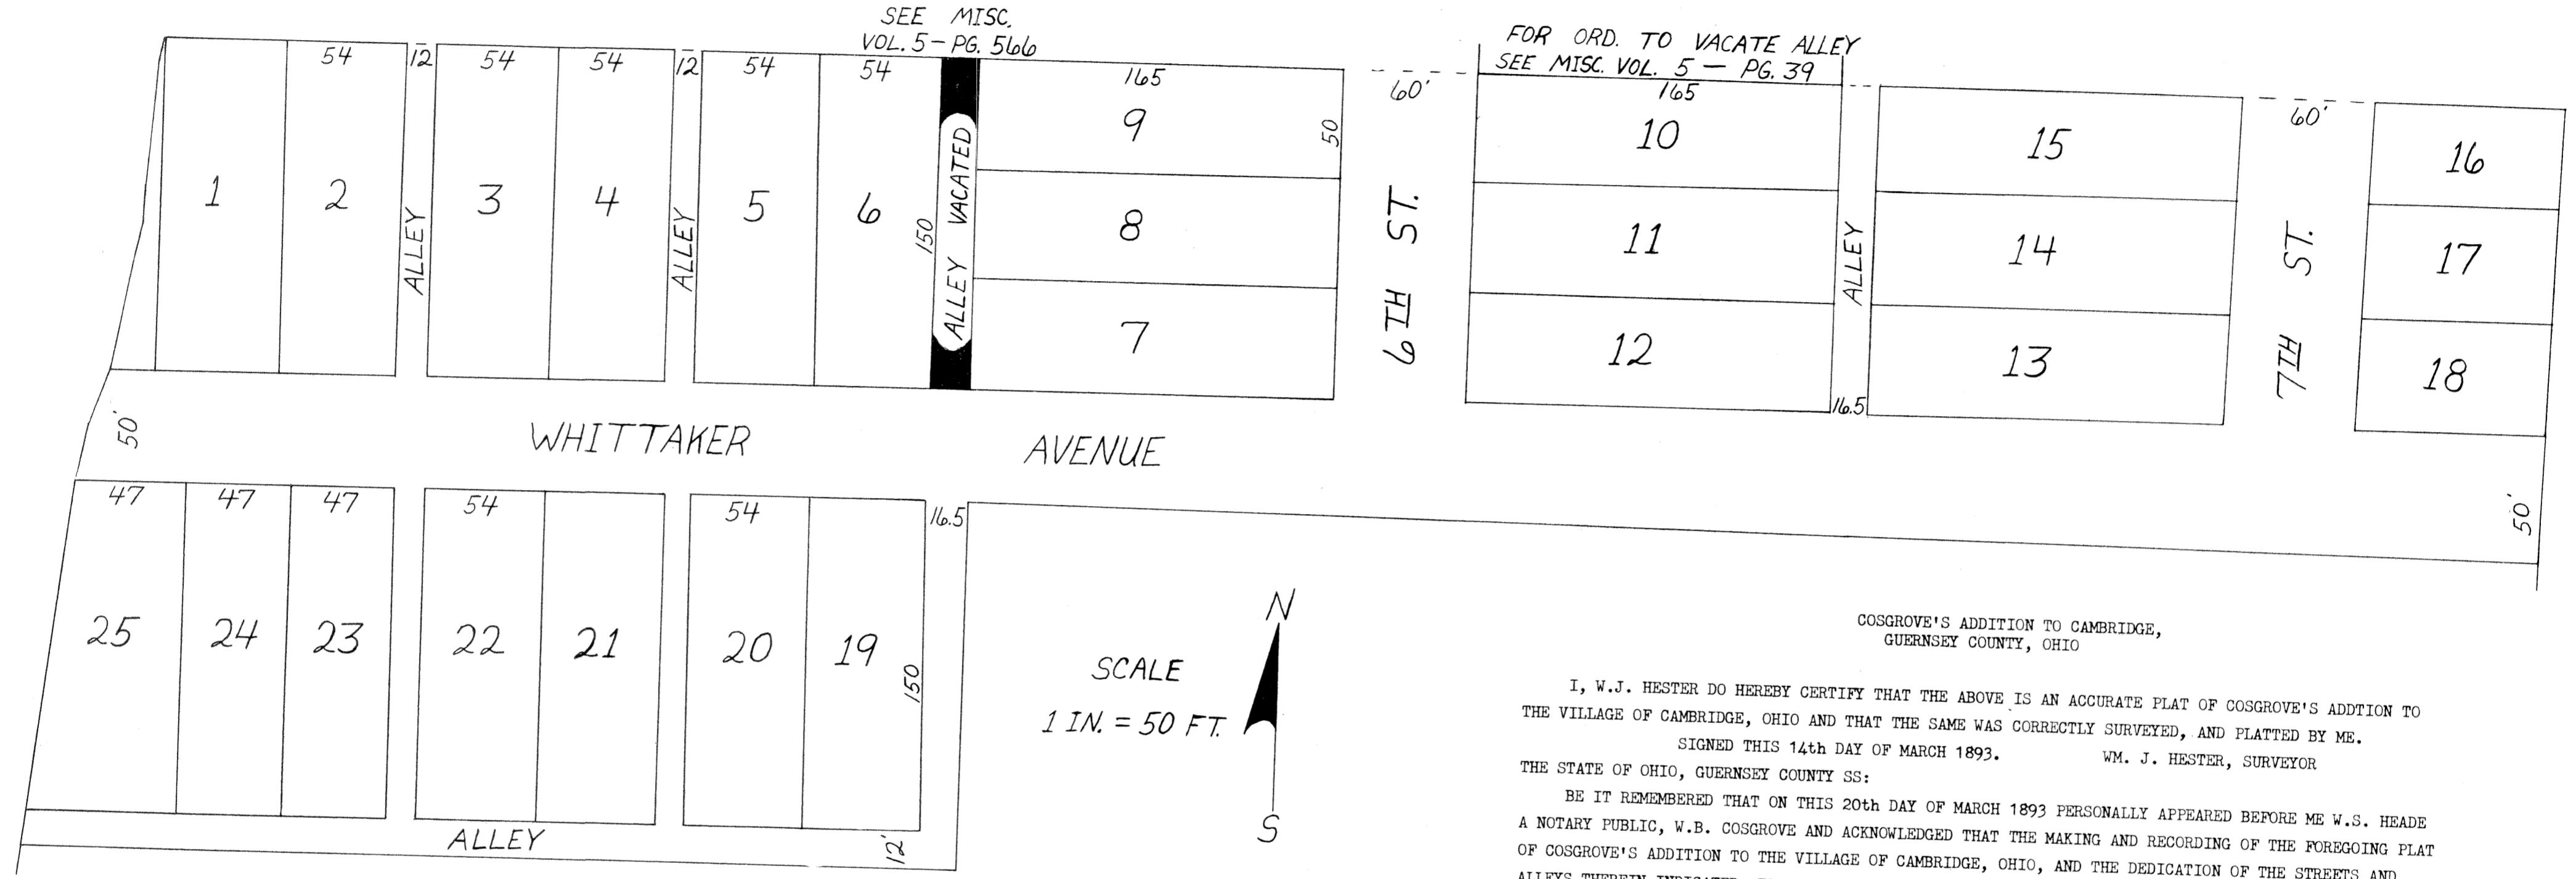 SEE MISC.
VOL. 5 - PG. 566
FOR ORD. TO VACATE ALLEY
SEE MISC. VOL. 5 — PG. 39
54 12 54 54 12 54 54 165 60' 165 60'
1 2 ALLEY 3 4 ALLEY 5 6 150 ALLEY VACATED
9 50
8
7
6TH ST.
10
11
12
ALLEY
16.5
15
14
13
7TH ST.
16
17
18
50'
WHITTAKER AVENUE
50'
47 47 47 54 54 16.5
25 24 23 22 21 20 19 150
ALLEY 12'
N
SCALE
1 IN. = 50 FT.
S
COSGROVE'S ADDITION TO CAMBRIDGE,
GUERNSEY COUNTY, OHIO
I, W.J. HESTER DO HEREBY CERTIFY THAT THE ABOVE IS AN ACCURATE PLAT OF COSGROVE'S ADDTION TO
THE VILLAGE OF CAMBRIDGE, OHIO AND THAT THE SAME WAS CORRECTLY SURVEYED, AND PLATTED BY ME.
SIGNED THIS 14th DAY OF MARCH 1893. WM. J. HESTER, SURVEYOR
THE STATE OF OHIO, GUERNSEY COUNTY SS:
BE IT REMEMBERED THAT ON THIS 20th DAY OF MARCH 1893 PERSONALLY APPEARED BEFORE ME W.S. HEADE
A NOTARY PUBLIC, W.B. COSGROVE AND ACKNOWLEDGED THAT THE MAKING AND RECORDING OF THE FOREGOING PLAT
OF COSGROVE'S ADDITION TO THE VILLAGE OF CAMBRIDGE, OHIO, AND THE DEDICATION OF THE STREETS AND
ALLEYS THEREIN